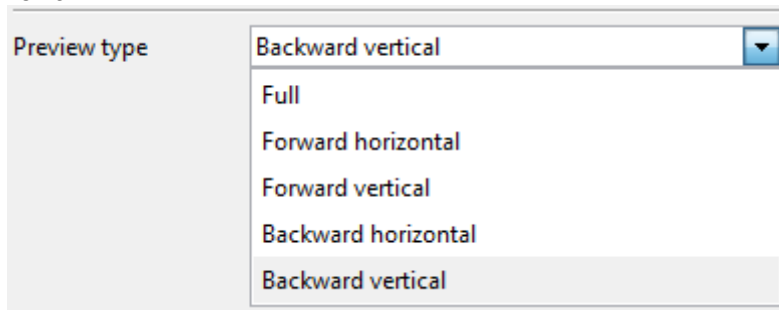 Preview type Backward vertical
Full
Forward horizontal
Forward vertical
Backward horizontal
Backward vertical